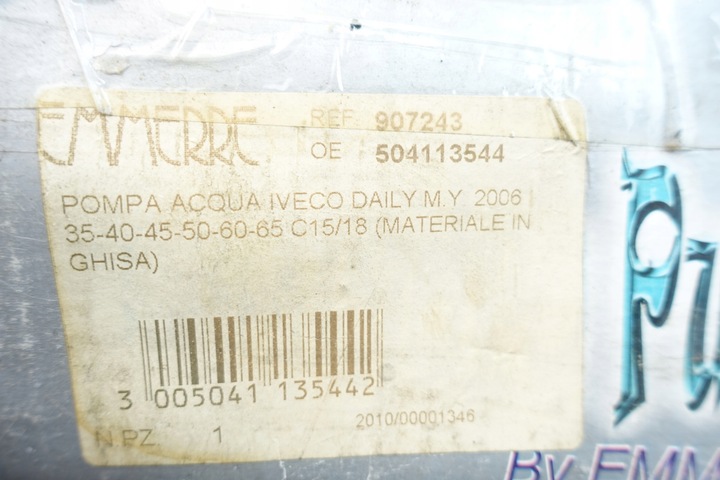 EMMERRE
REF. 907243
OE 504113544
POMPA ACQUA IVECO DAILY M.Y. 2006
35-40-45-50-60-65 C15/18 (MATERIALE IN
GHISA)
3 005041 135442
2010/00001346
N.PZ. 1
By EMM